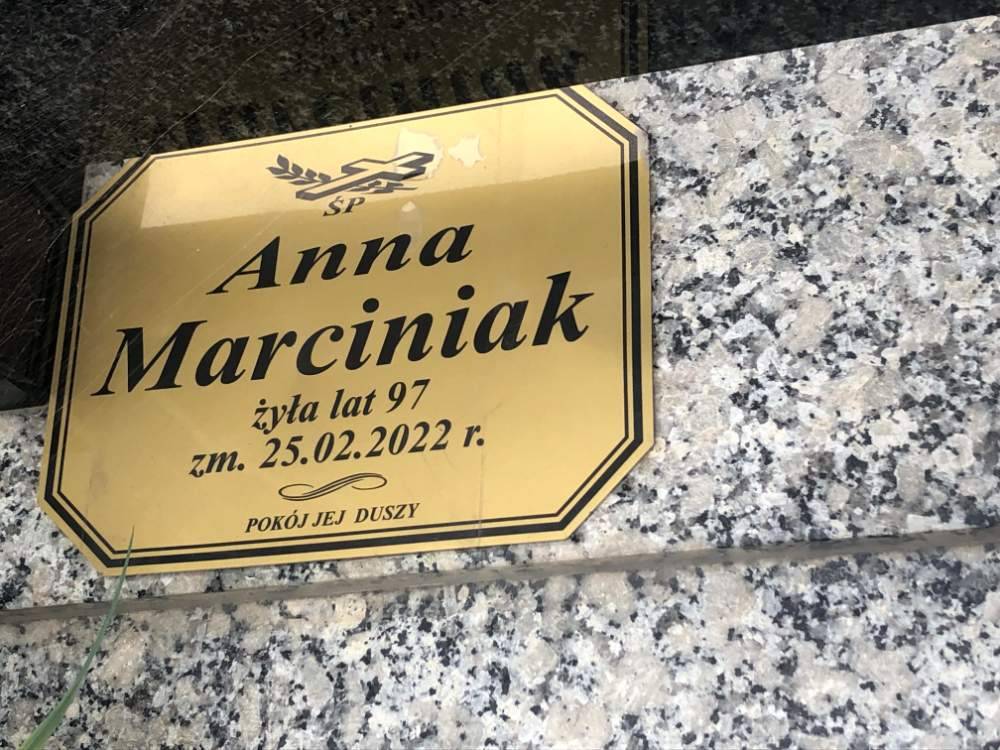 ŚP
Anna
Marciniak
żyła lat 97
zm. 25.02.2022 r.
POKÓJ JEJ DUSZY